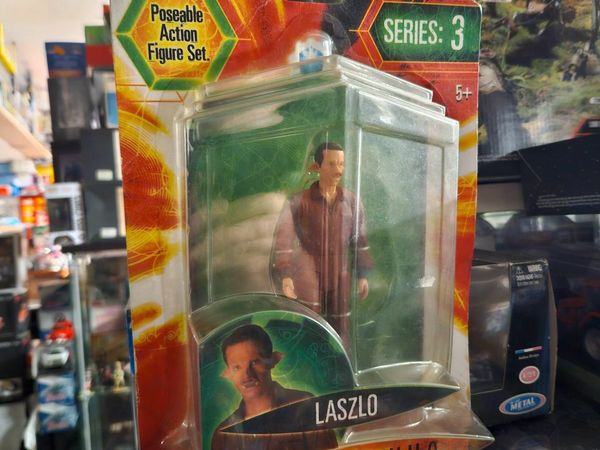 Poseable
Action
Figure Set.
SERIES: 3
5+
LASZLO
METAL